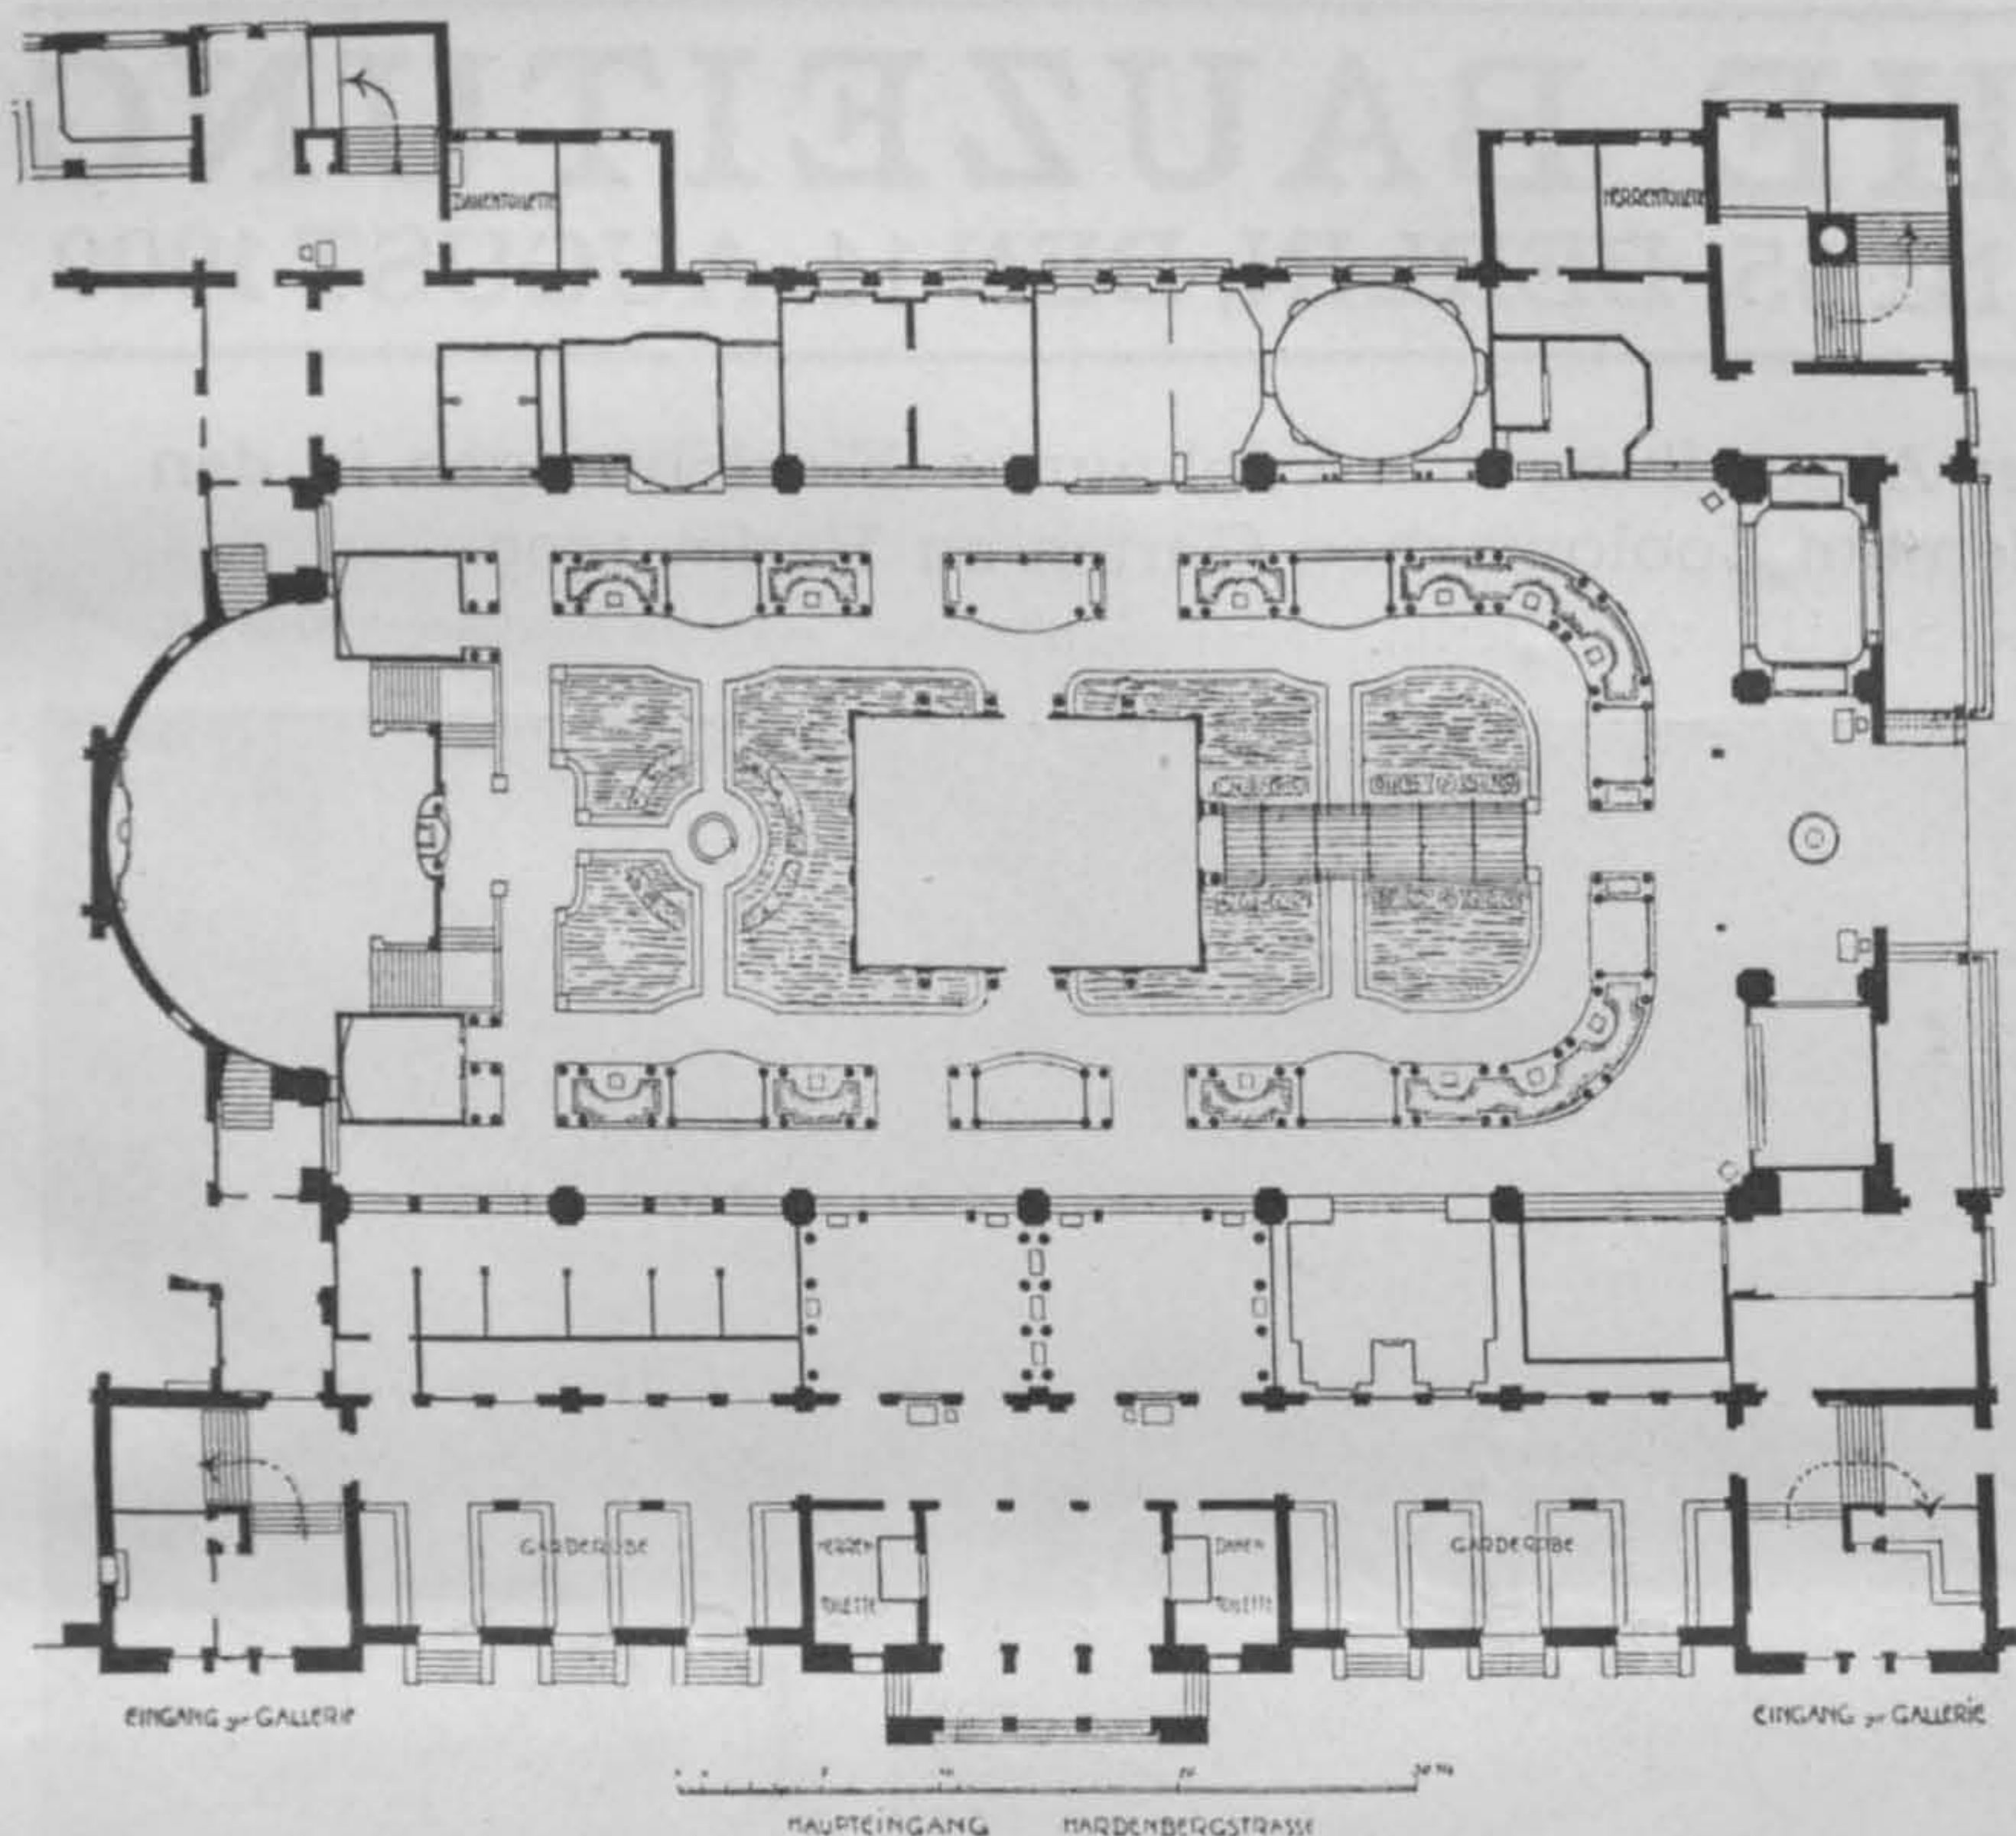 DAMENTOILETTE
HERRENTOILETTE
GARDEROBE
HERREN
TOILETTE
DAMEN
TOILETTE
GARDEROBE
EINGANG zur GALLERIE
EINGANG zur GALLERIE
HAUPTEINGANG HARDENBERGSTRASSE